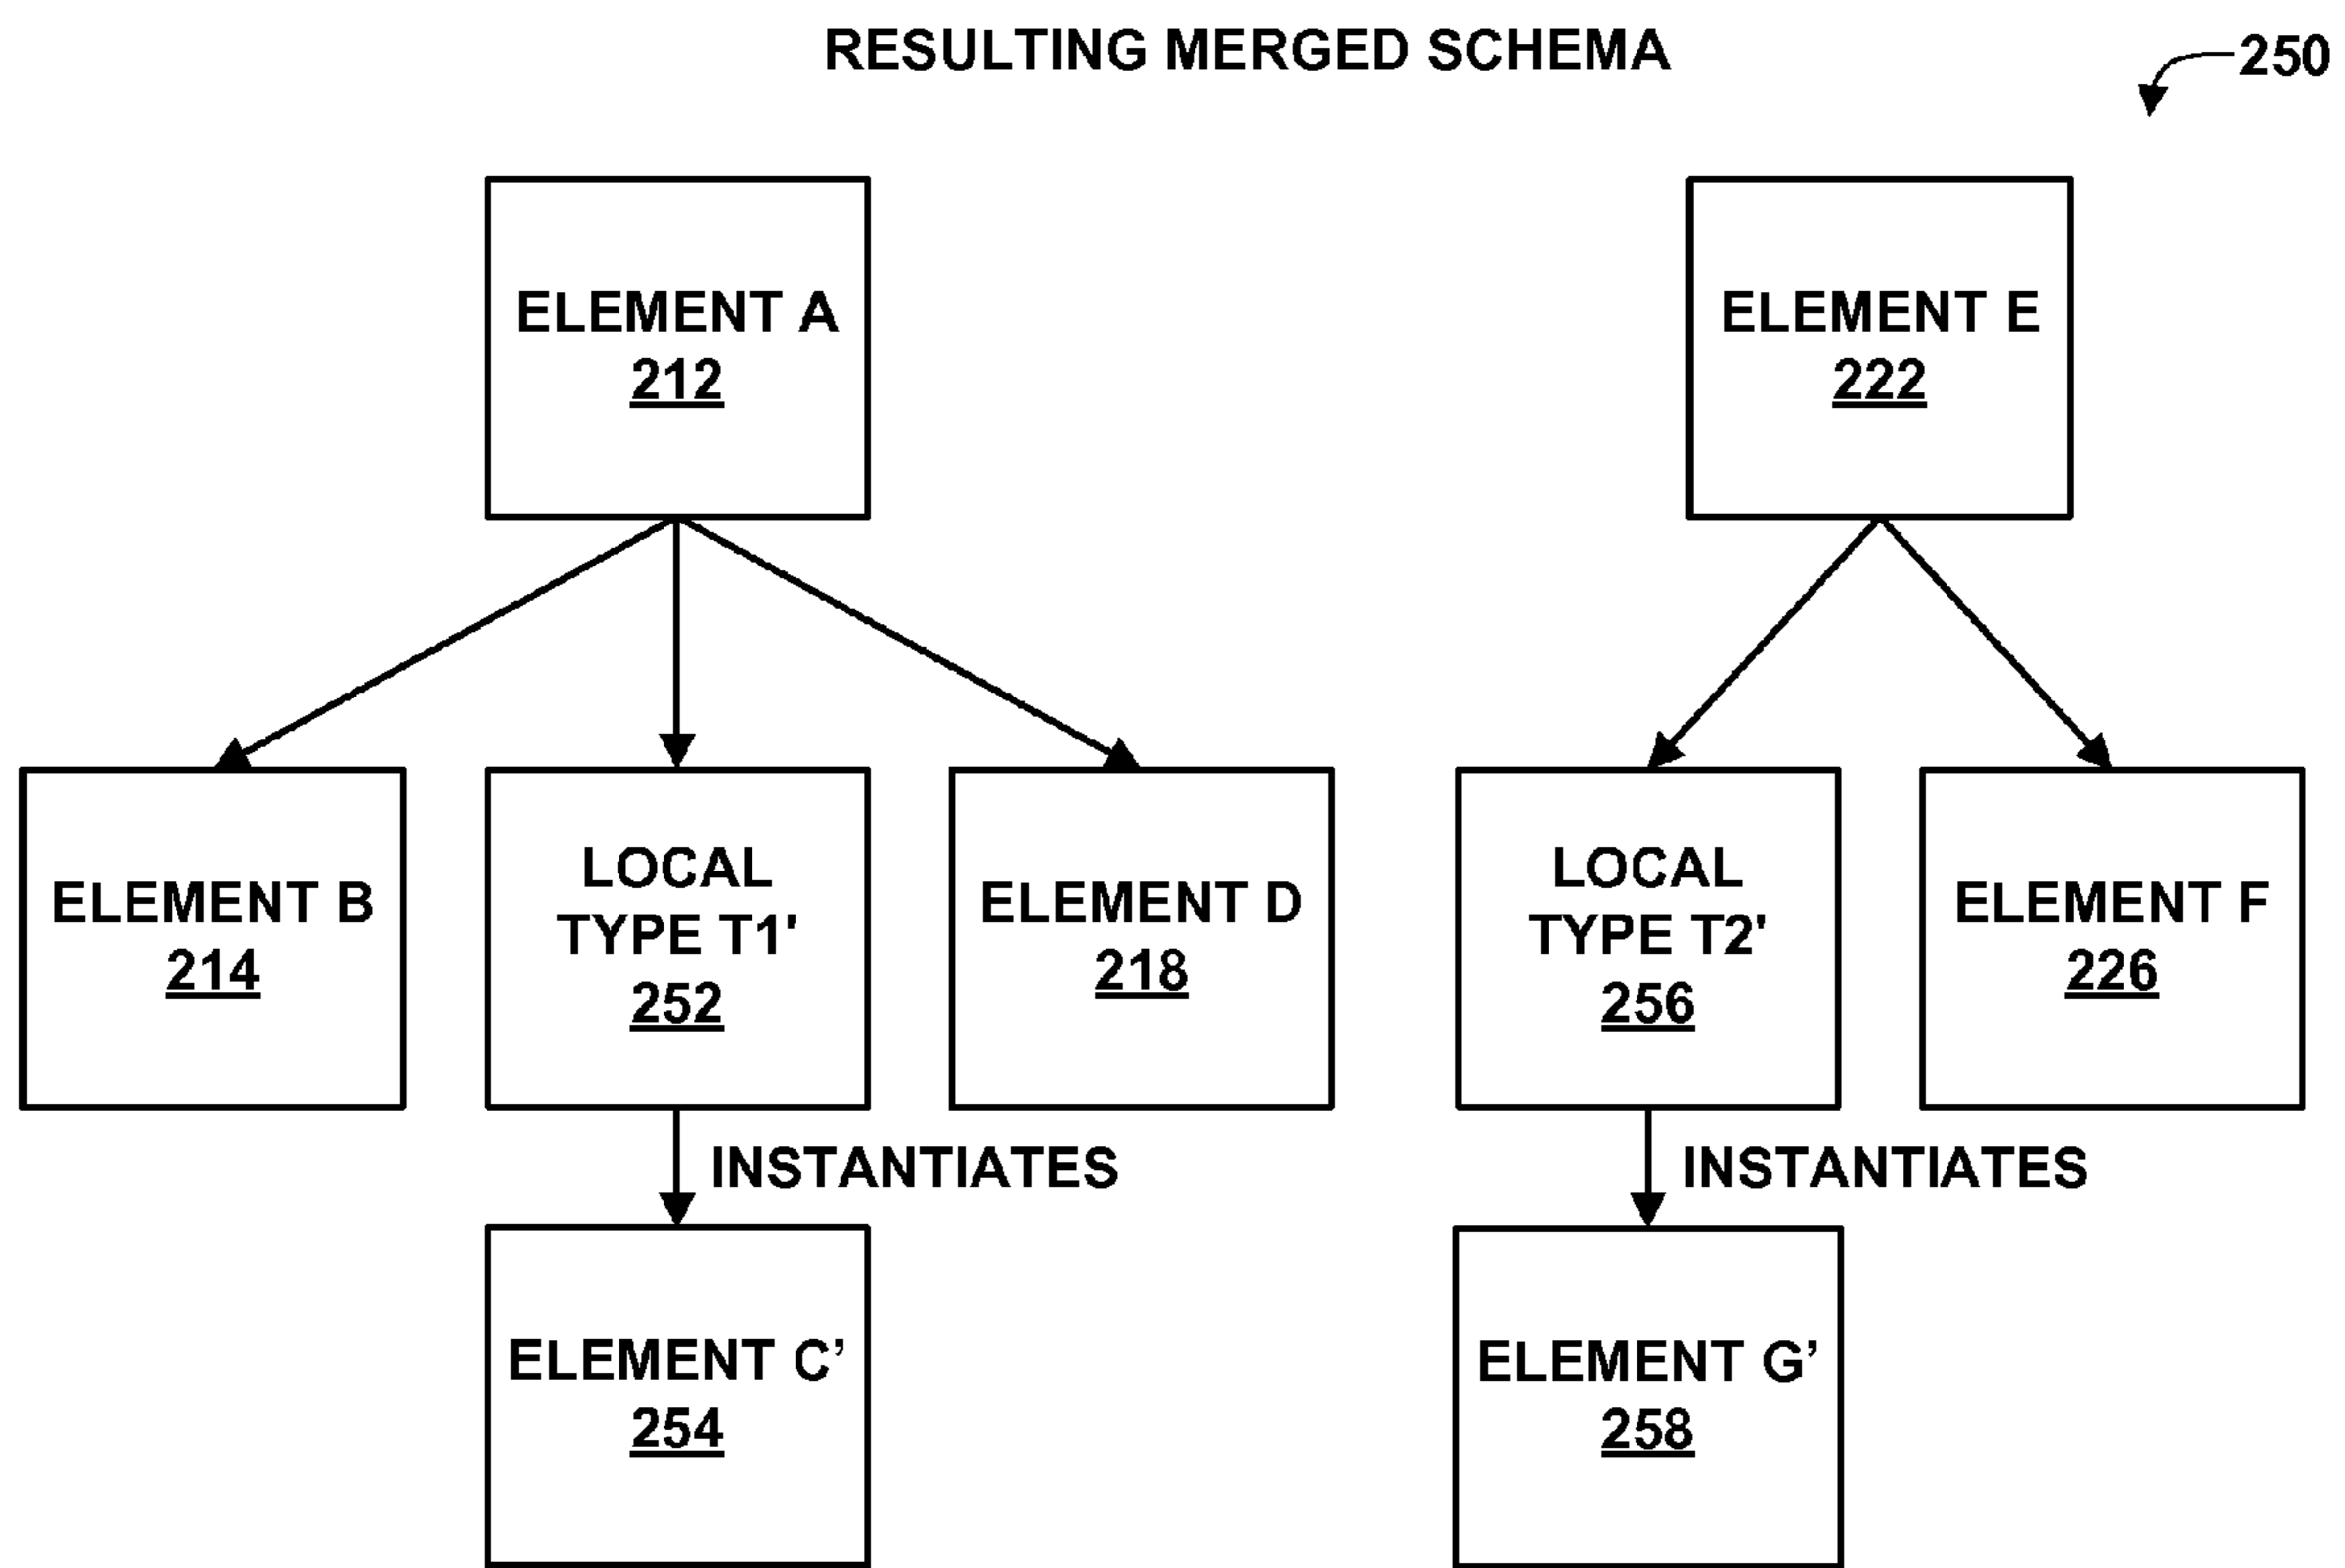 RESULTING MERGED SCHEMA
250
ELEMENT A
212
ELEMENT E
222
ELEMENT B
214
LOCAL
TYPE T1'
252
ELEMENT D
218
LOCAL
TYPE T2'
256
ELEMENT F
226
INSTANTIATES
INSTANTIATES
ELEMENT C’
254
ELEMENT G’
258